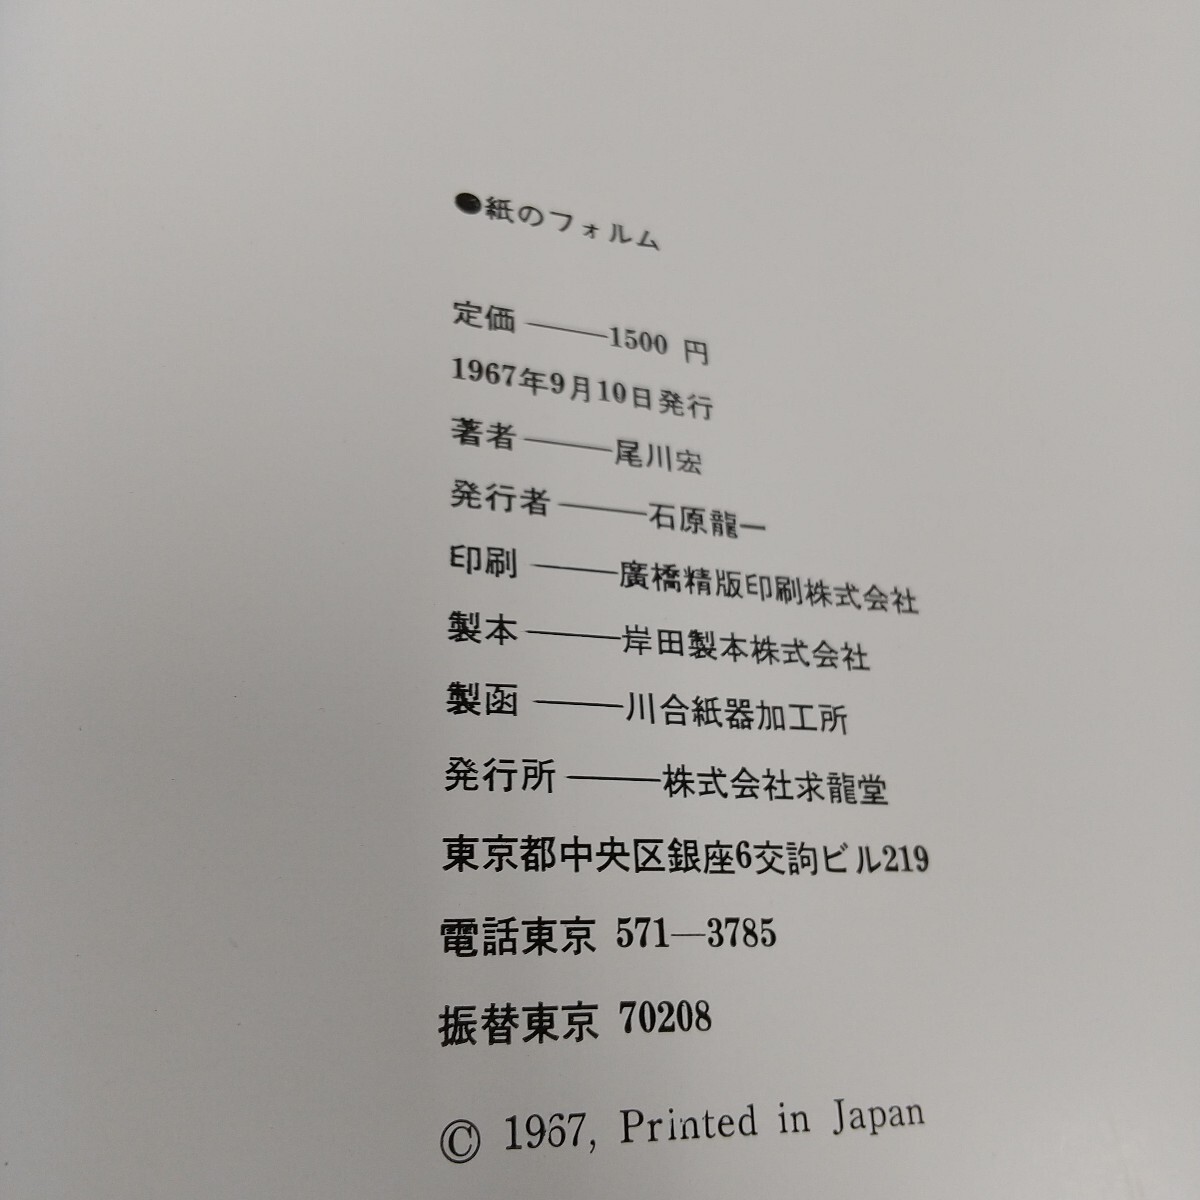 ●紙のフォルム
定価――1500 円
1967年9月10日発行
著者――尾川宏
発行者――石原龍一
印刷――廣橋精版印刷株式会社
製本――岸田製本株式会社
製函――川合紙器加工所
発行所――株式会社求龍堂
東京都中央区銀座6交詢ビル219
電話東京 571―3785
振替東京 70208
© 1967, Printed in Japan